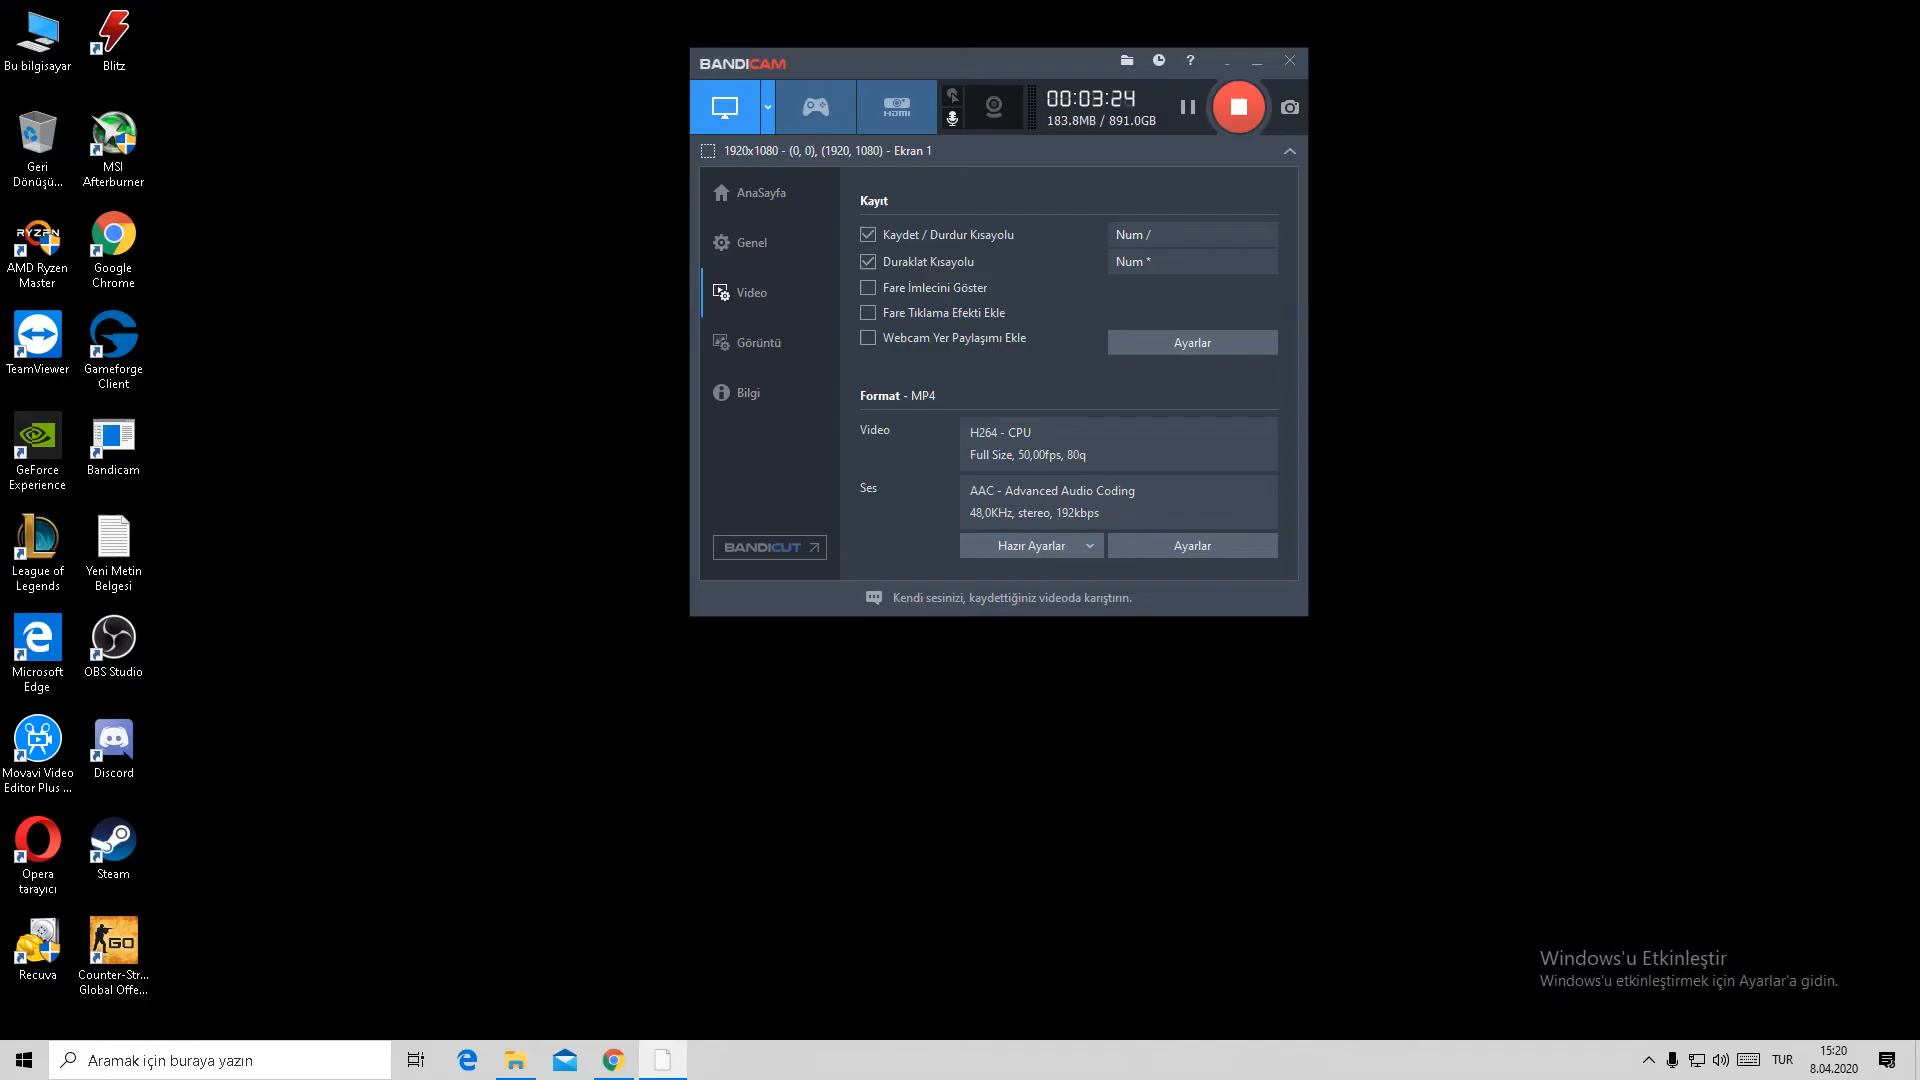 Bu bilgisayar
Blitz
Geri
Dönüşü...
MSI
Afterburner
RYZEN
AMD Ryzen
Master
Google
Chrome
TeamViewer
Gameforge
Client
GeForce
Experience
Bandicam
League of
Legends
Yeni Metin
Belgesi
Microsoft
Edge
OBS Studio
Movavi Video
Editor Plus ...
Discord
Opera
tarayıcı
Steam
Recuva
GO
Counter-Str...
Global Offe...
BANDICAM
HDMI
00:03:24
183.8MB / 891.0GB
1920x1080 - (0, 0), (1920, 1080) - Ekran 1
AnaSayfa
Genel
Video
Görüntü
Bilgi
BANDICUT
Kayıt
Kaydet / Durdur Kısayolu
Num /
Duraklat Kısayolu
Num *
Fare İmlecini Göster
Fare Tıklama Efekti Ekle
Webcam Yer Paylaşımı Ekle
Ayarlar
Format - MP4
Video
H264 - CPU
Full Size, 50,00fps, 80q
Ses
AAC - Advanced Audio Coding
48,0KHz, stereo, 192kbps
Hazır Ayarlar
Ayarlar
Kendi sesinizi, kaydettiğiniz videoda karıştırın.
Windows'u Etkinleştir
Windows'u etkinleştirmek için Ayarlar'a gidin.
Aramak için buraya yazın
TUR
15:20
8.04.2020